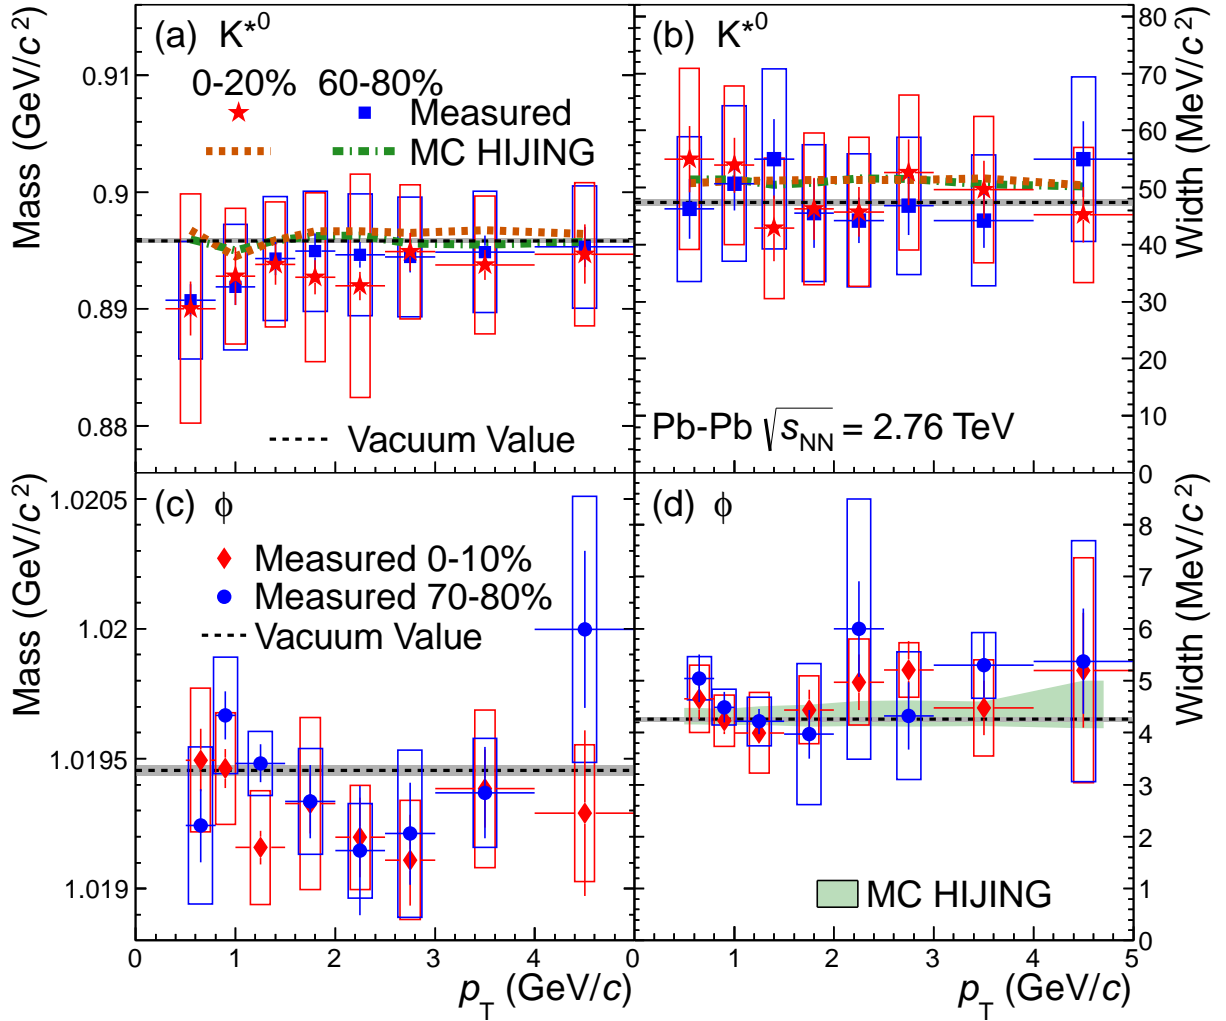 (a) K*⁰
0-20% 60-80%
Measured
MC HIJING
Vacuum Value
Mass (GeV/c²)
0.91
0.9
0.89
0.88
(b) K*⁰
Pb-Pb √s_NN = 2.76 TeV
Width (MeV/c²)
80
70
60
50
40
30
20
10
0
(c) ϕ
Measured 0-10%
Measured 70-80%
Vacuum Value
Mass (GeV/c²)
1.0205
1.02
1.0195
1.019
0 1 2 3 4 0
p_T (GeV/c)
(d) ϕ
MC HIJING
Width (MeV/c²)
8
7
6
5
4
3
2
1
0
1 2 3 4 5
p_T (GeV/c)